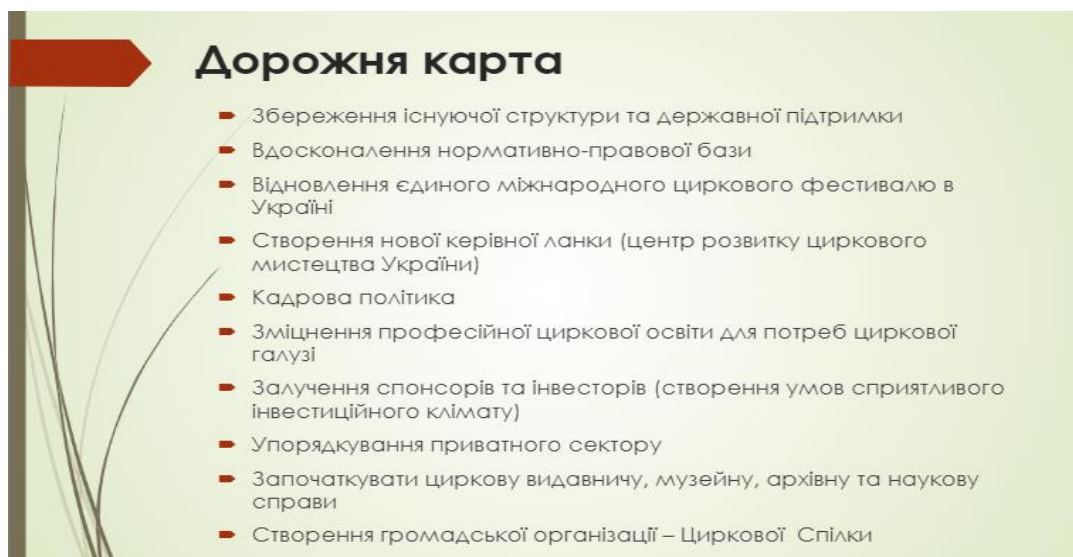 Дорожня карта
Збереження існуючої структури та державної підтримки
Вдосконалення нормативно-правової бази
Відновлення єдиного міжнародного циркового фестивалю в
Україні
Створення нової керівної ланки (центр розвитку циркового
мистецтва України)
Кадрова політика
Зміцнення професійної циркової освіти для потреб циркової
галузі
Залучення спонсорів та інвесторів (створення умов сприятливого
інвестиційного клімату)
Упорядкування приватного сектору
Започаткувати циркову видавничу, музейну, архівну та наукову
справи
Створення громадської організації – Циркової Спілки